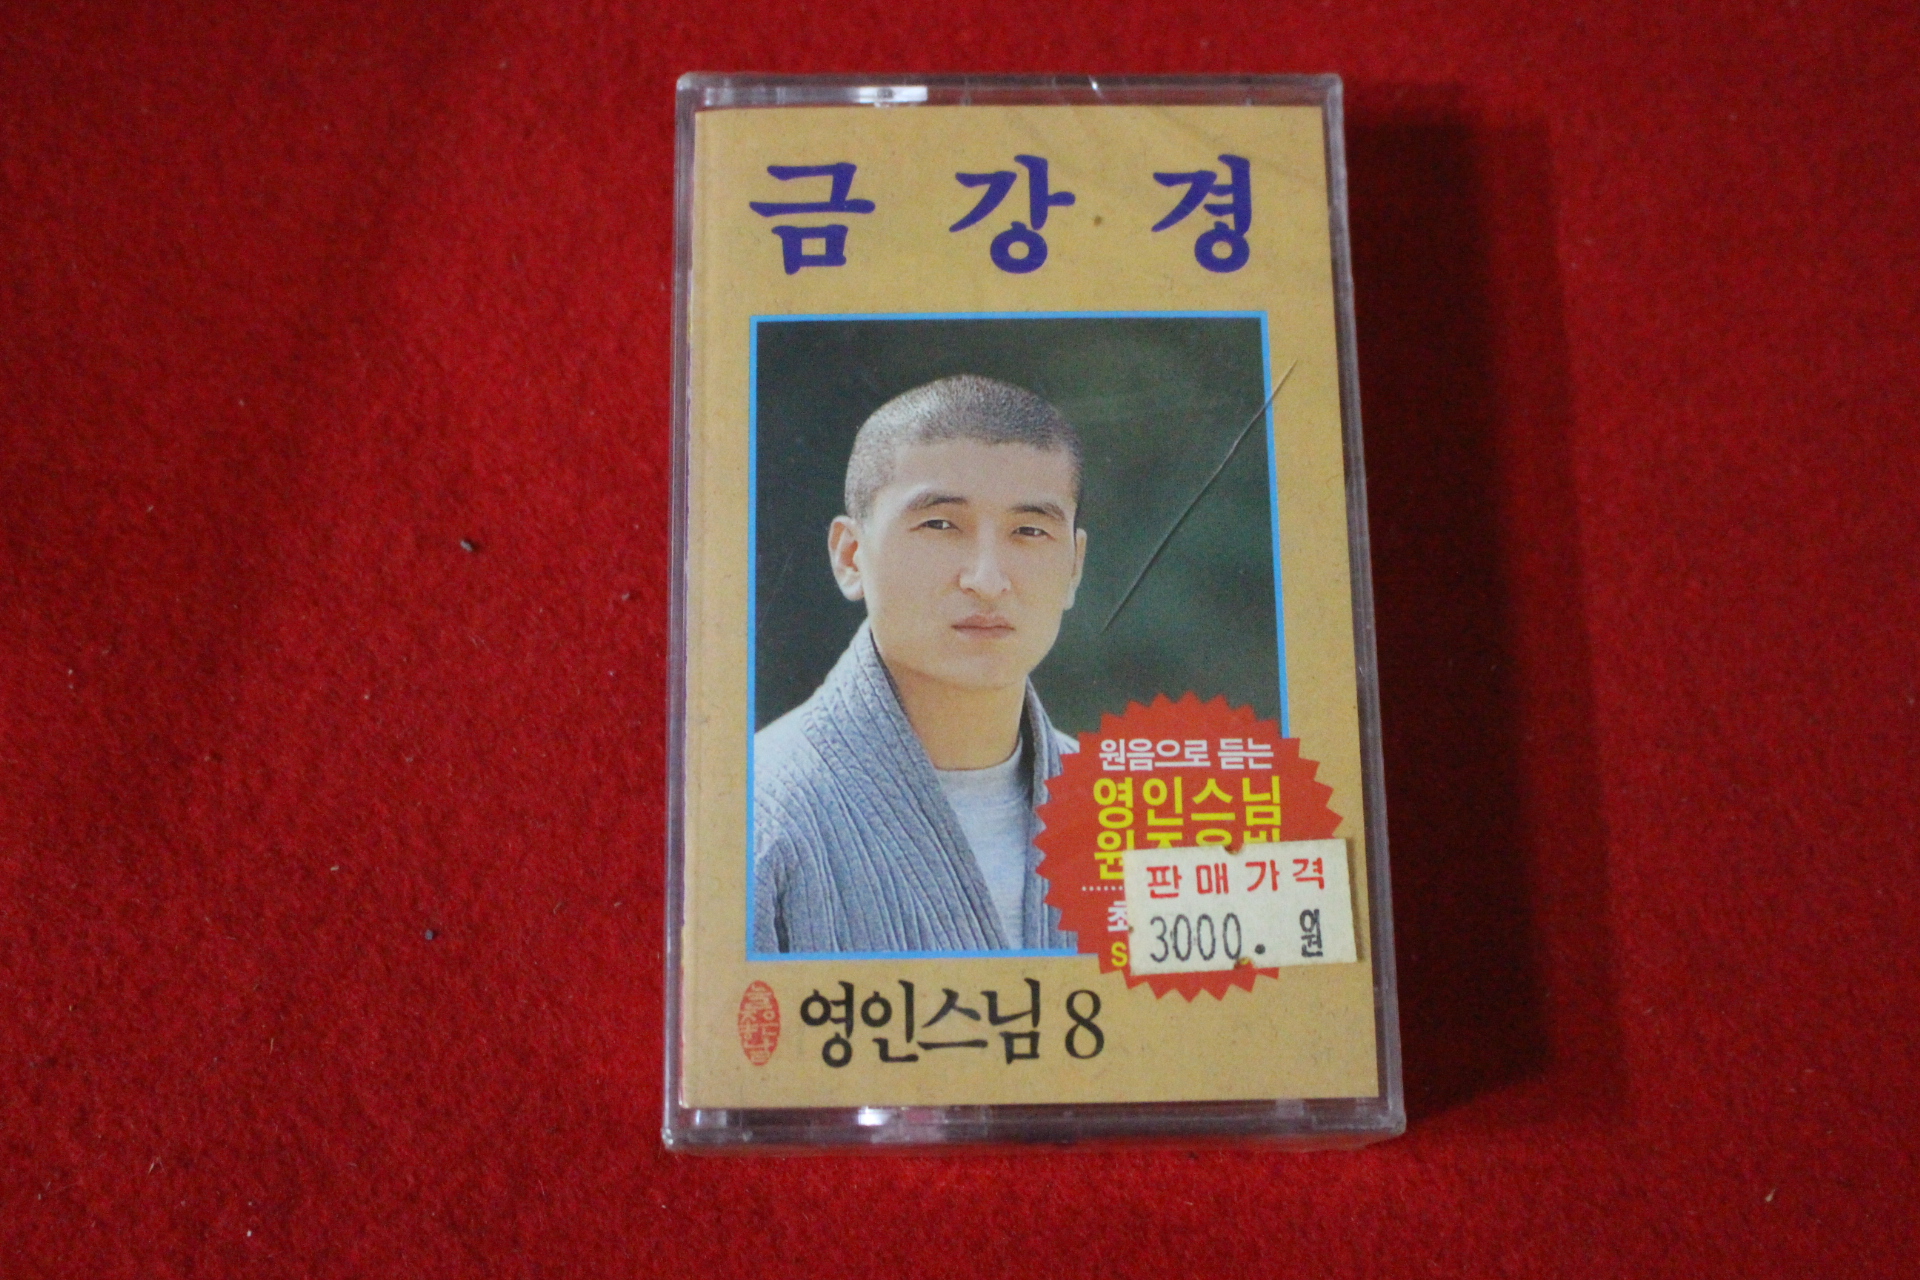 금강경
원음으로 듣는
영인스님
판매가격
3000. 원
영인스님 8